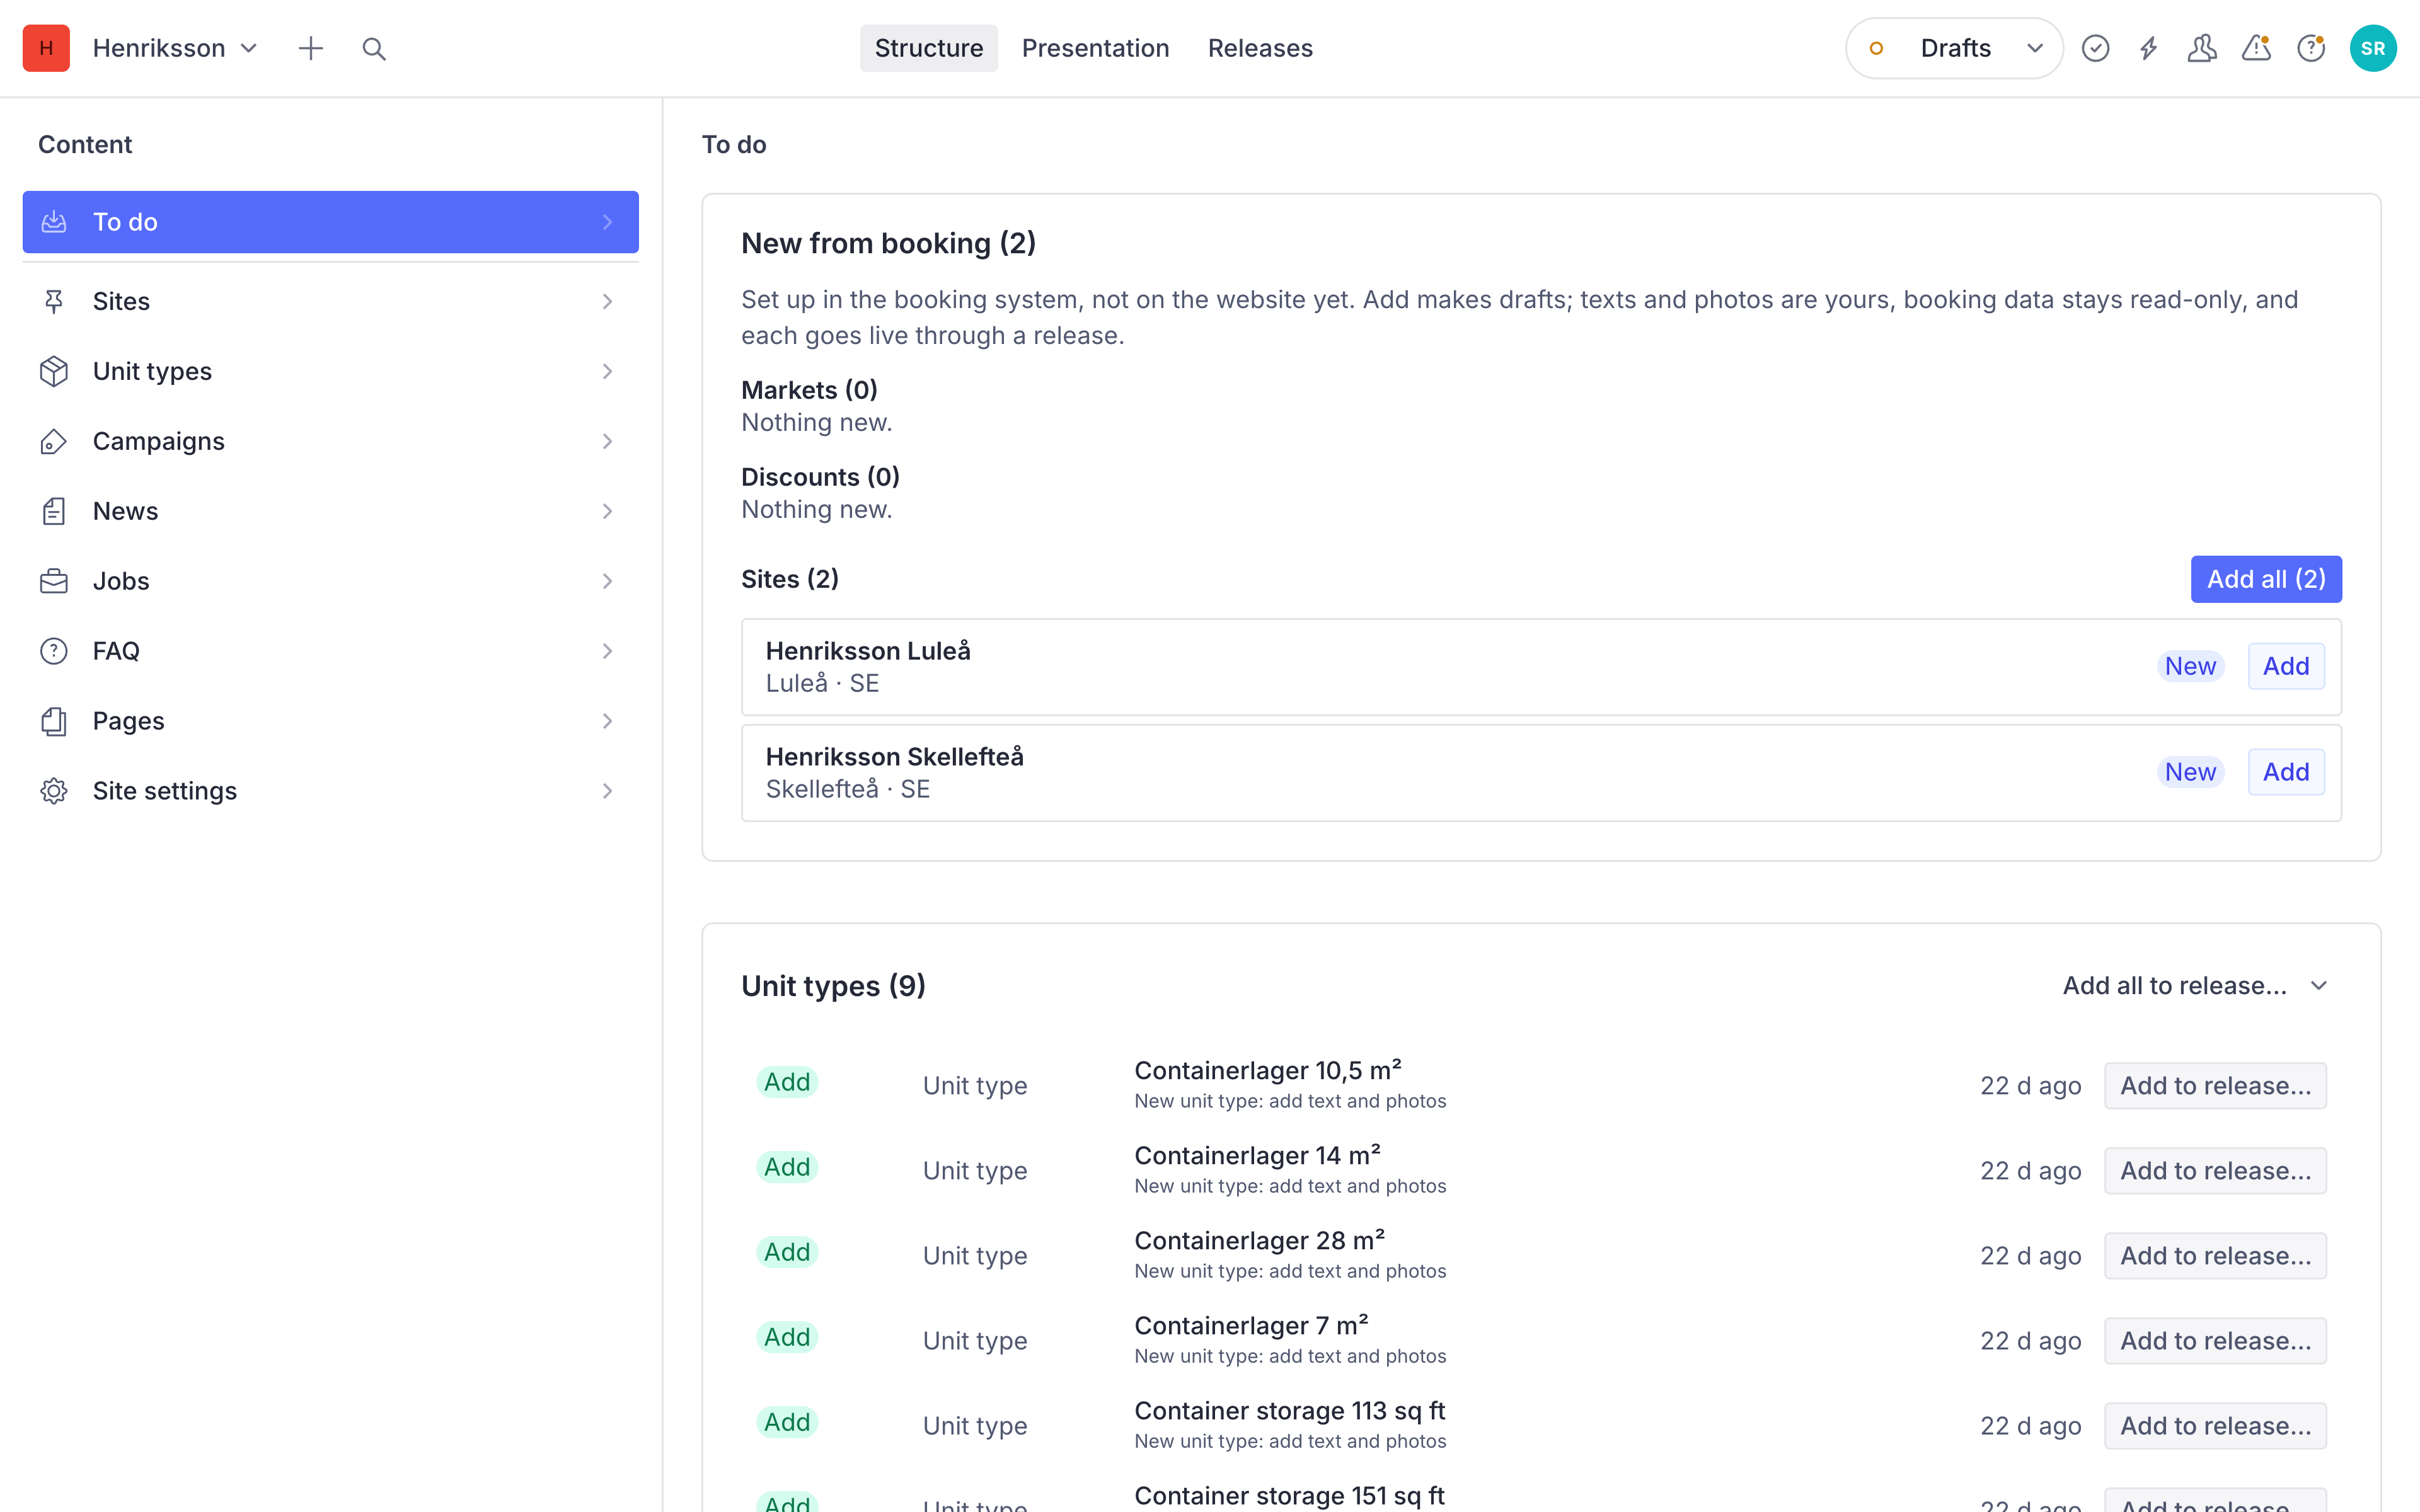 H Henriksson
Structure Presentation Releases
Drafts
SR
Content
To do
Sites
Unit types
Campaigns
News
Jobs
FAQ
Pages
Site settings
To do
New from booking (2)
Set up in the booking system, not on the website yet. Add makes drafts; texts and photos are yours, booking data stays read-only, and
each goes live through a release.
Markets (0)
Nothing new.
Discounts (0)
Nothing new.
Sites (2) Add all (2)
Henriksson Luleå
Luleå · SE
New Add
Henriksson Skellefteå
Skellefteå · SE
New Add
Unit types (9) Add all to release...
Add Unit type Containerlager 10,5 m² 22 d ago Add to release...
New unit type: add text and photos
Add Unit type Containerlager 14 m² 22 d ago Add to release...
New unit type: add text and photos
Add Unit type Containerlager 28 m² 22 d ago Add to release...
New unit type: add text and photos
Add Unit type Containerlager 7 m² 22 d ago Add to release...
New unit type: add text and photos
Add Unit type Container storage 113 sq ft 22 d ago Add to release...
New unit type: add text and photos
Add Unit type Container storage 151 sq ft 22 d ago Add to release...